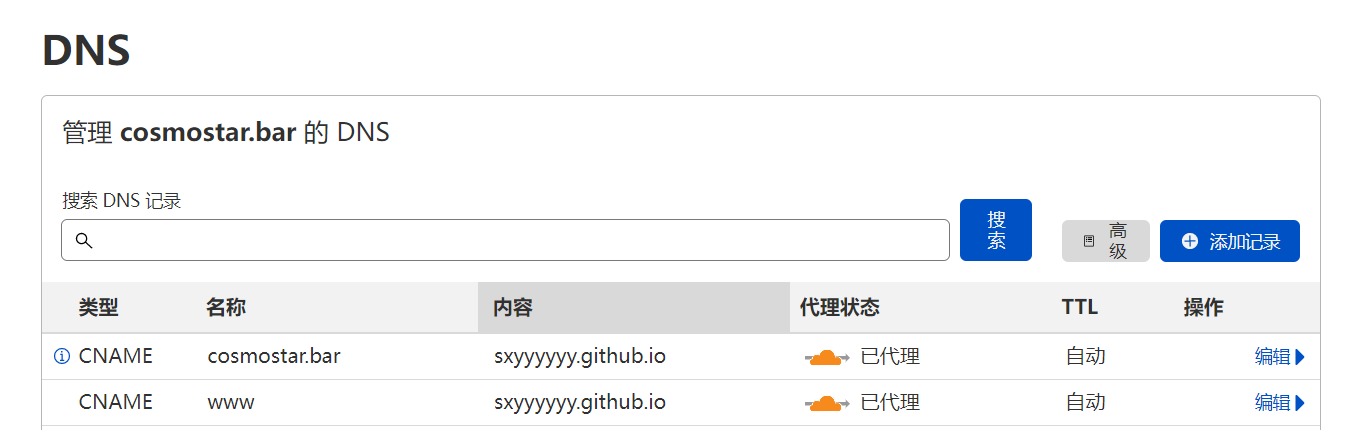 DNS
管理 cosmostar.bar 的 DNS
搜索 DNS 记录
搜索
高级
添加记录
类型 名称 内容 代理状态 TTL 操作
CNAME cosmostar.bar sxyyyyyy.github.io 已代理 自动 编辑
CNAME www sxyyyyyy.github.io 已代理 自动 编辑